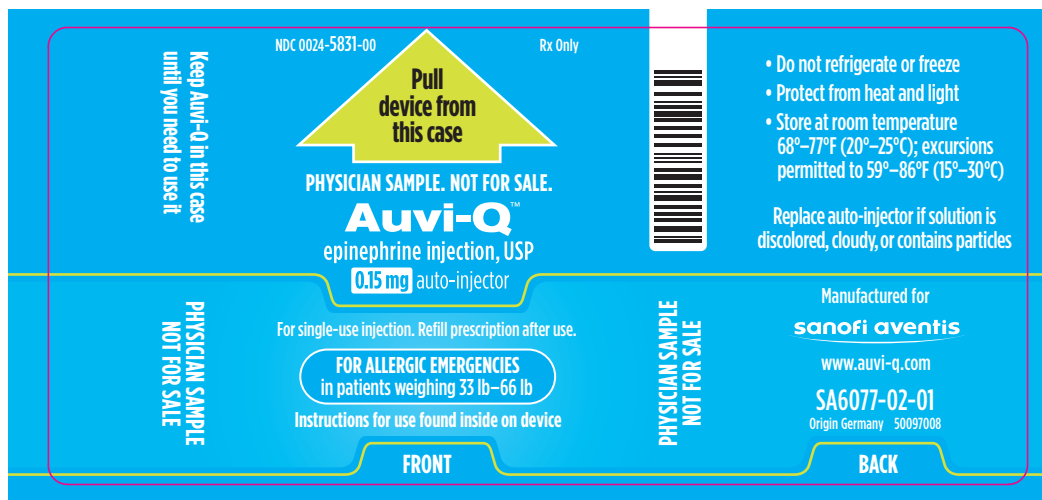 Keep Auvi-Q in this case
until you need to use it
NDC 0024-5831-00
Rx Only
Pull
device from
this case
PHYSICIAN SAMPLE. NOT FOR SALE.
Auvi-Q™
epinephrine injection, USP
0.15 mg auto-injector
PHYSICIAN SAMPLE
NOT FOR SALE
For single-use injection. Refill prescription after use.
FOR ALLERGIC EMERGENCIES
in patients weighing 33 lb–66 lb
Instructions for use found inside on device
FRONT
PHYSICIAN SAMPLE
NOT FOR SALE
• Do not refrigerate or freeze
• Protect from heat and light
• Store at room temperature
68°–77°F (20°–25°C); excursions
permitted to 59°–86°F (15°–30°C)
Replace auto-injector if solution is
discolored, cloudy, or contains particles
Manufactured for
sanofi aventis
www.auvi-q.com
SA6077-02-01
Origin Germany 50097008
BACK